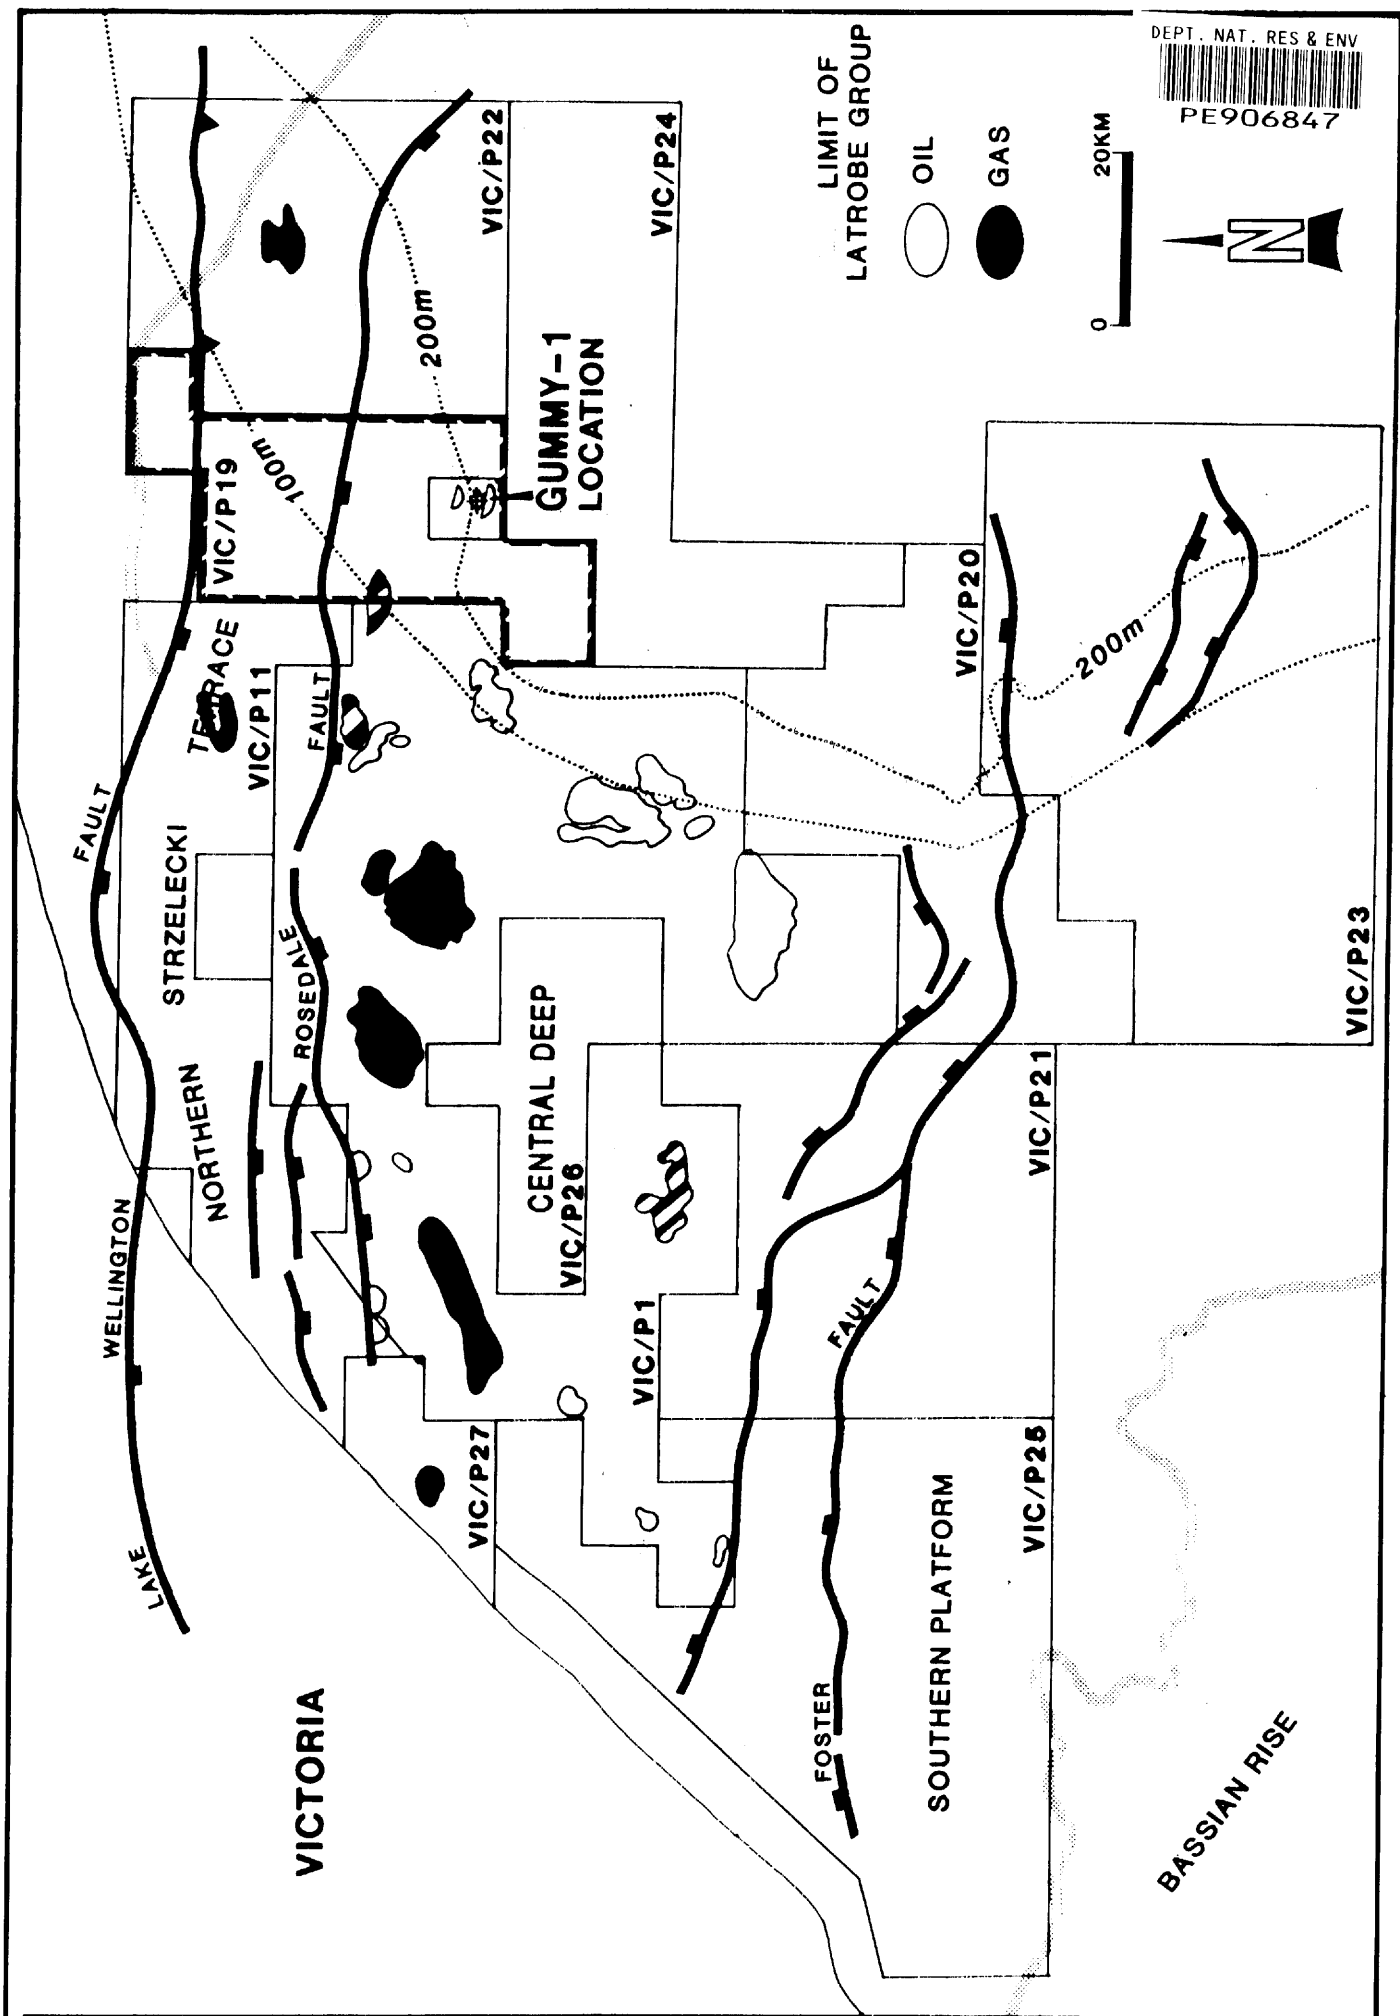 DEPT. NAT. RES & ENV
PE906847
LIMIT OF
LATROBE GROUP
OIL
GAS
0 20KM
N
VIC/P22
VIC/P24
200m
GUMMY-1
LOCATION
100m
VIC/P19
VIC/P20
200m
VIC/P23
VIC/P11
NORTHERN STRZELECKI TERRACE
LAKE WELLINGTON FAULT
ROSEDALE FAULT
CENTRAL DEEP
VIC/P26
VIC/P1
VIC/P21
VIC/P27
VIC/P25
FOSTER FAULT
SOUTHERN PLATFORM
VICTORIA
BASSIAN RISE